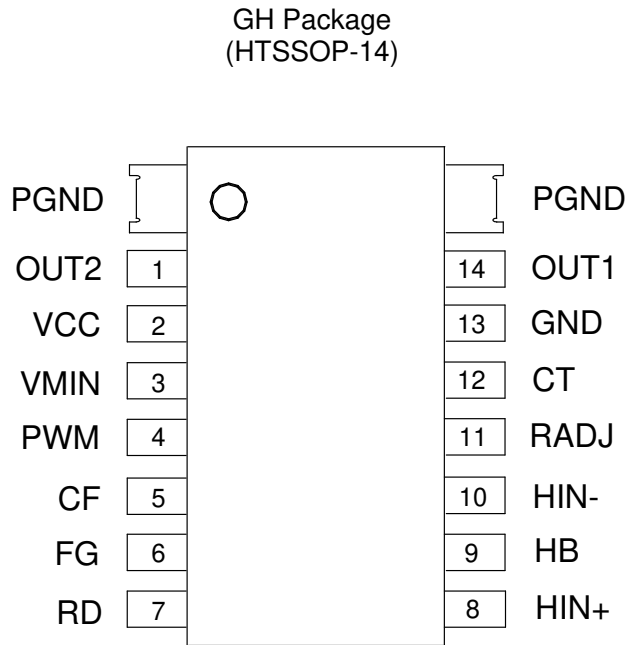 GH Package
(HTSSOP-14)
PGND PGND
OUT2 1 14 OUT1
VCC 2 13 GND
VMIN 3 12 CT
PWM 4 11 RADJ
CF 5 10 HIN-
FG 6 9 HB
RD 7 8 HIN+